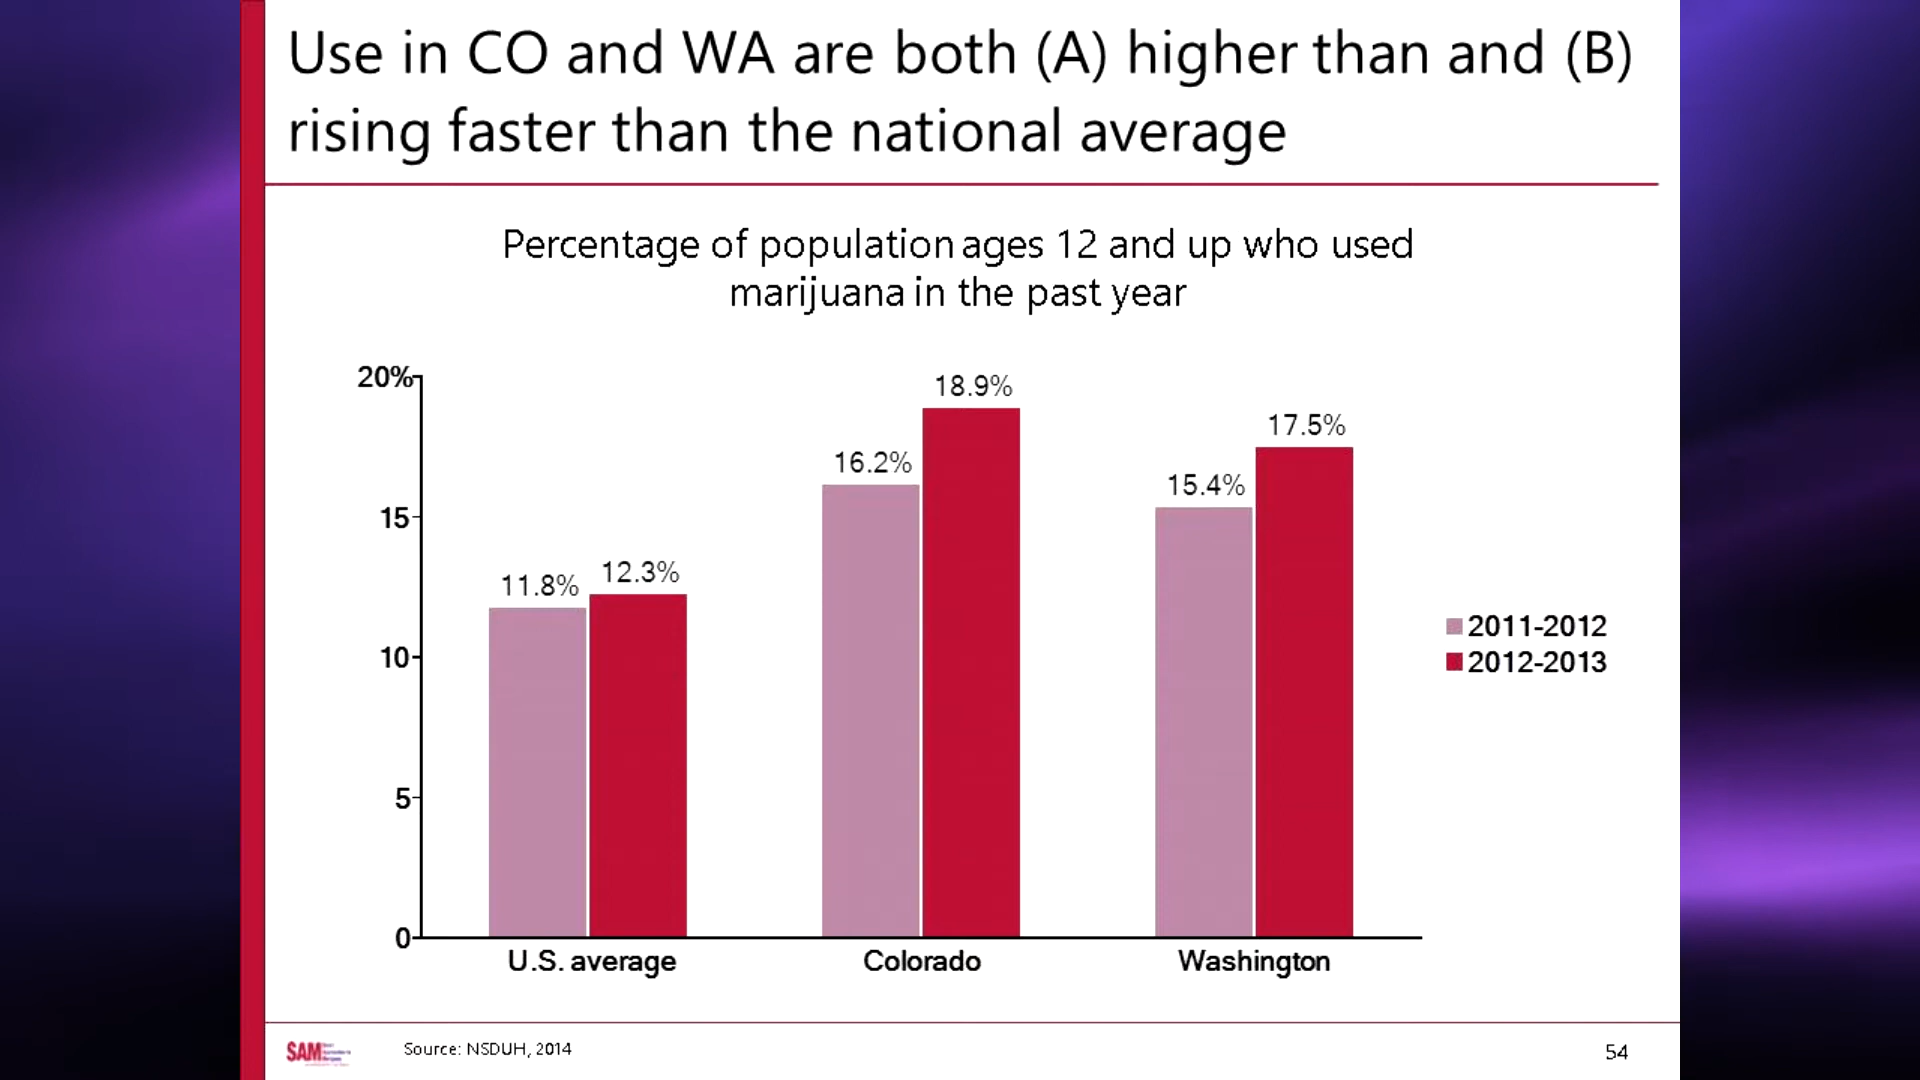 Use in CO and WA are both (A) higher than and (B)
rising faster than the national average
Percentage of population ages 12 and up who used
marijuana in the past year
20%
15
10
5
0
11.8%
12.3%
16.2%
18.9%
15.4%
17.5%
U.S. average
Colorado
Washington
2011-2012
2012-2013
SAM
Source: NSDUH, 2014
54